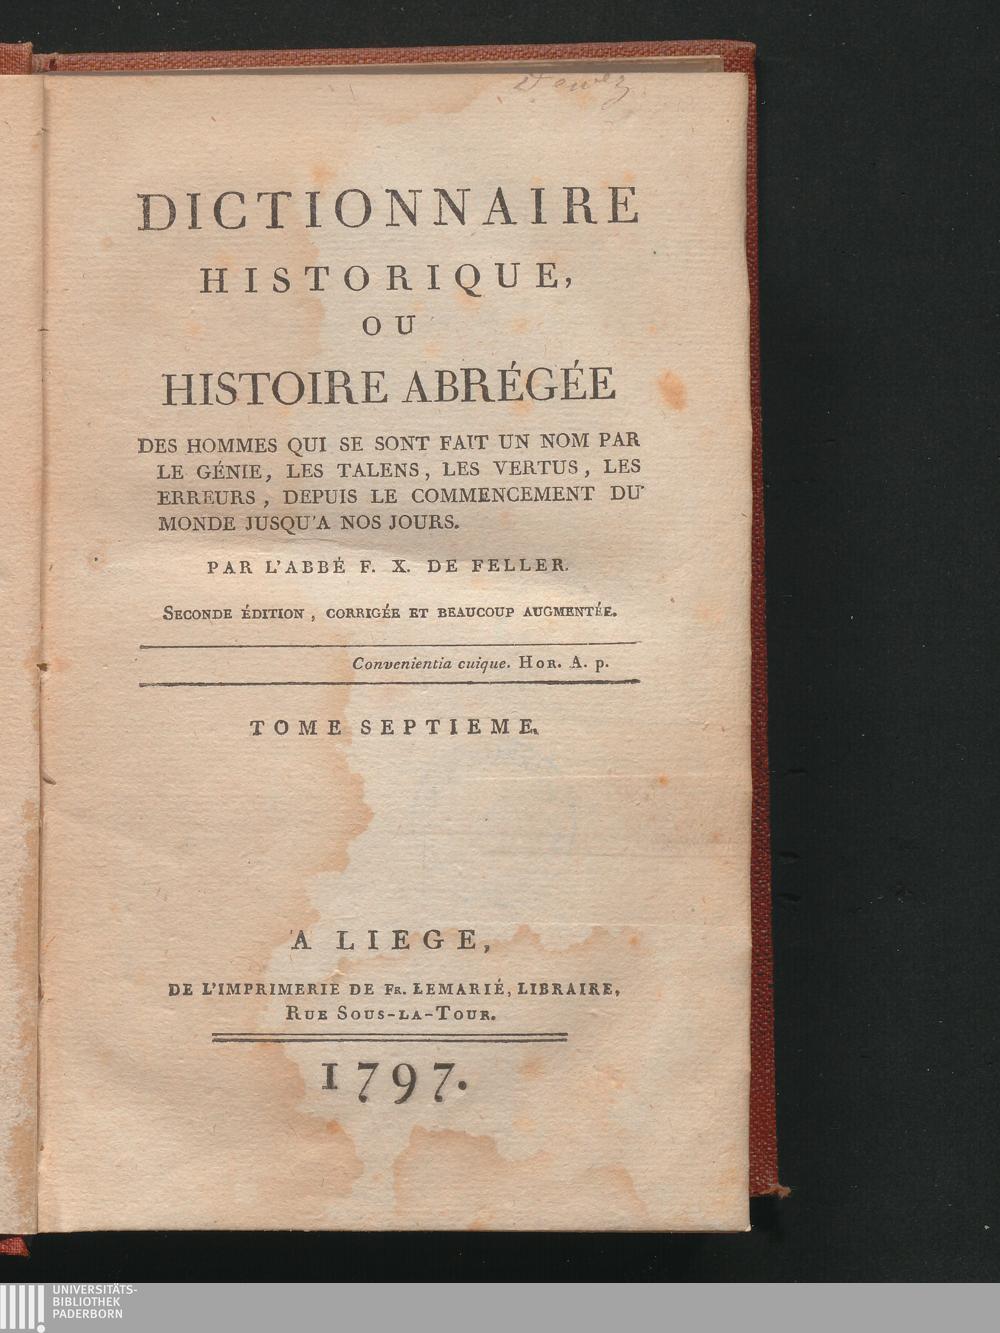 DICTIONNAIRE
HISTORIQUE,
OU
HISTOIRE ABRÉGÉE
DES HOMMES QUI SE SONT FAIT UN NOM PAR
LE GÉNIE, LES TALENS, LES VERTUS, LES
ERREURS, DEPUIS LE COMMENCEMENT DU
MONDE JUSQU'A NOS JOURS.
PAR L'ABBÉ F. X. DE FELLER.
SECONDE ÉDITION, CORRIGÉE ET BEAUCOUP AUGMENTÉE.
Convenientia cuique. HOR. A. p.
TOME SEPTIEME.
A LIEGE,
DE L'IMPRIMERIE DE FR. LEMARIÉ, LIBRAIRE,
RUE SOUS-LA-TOUR.
1797.
UNIVERSITÄTS-
BIBLIOTHEK
PADERBORN